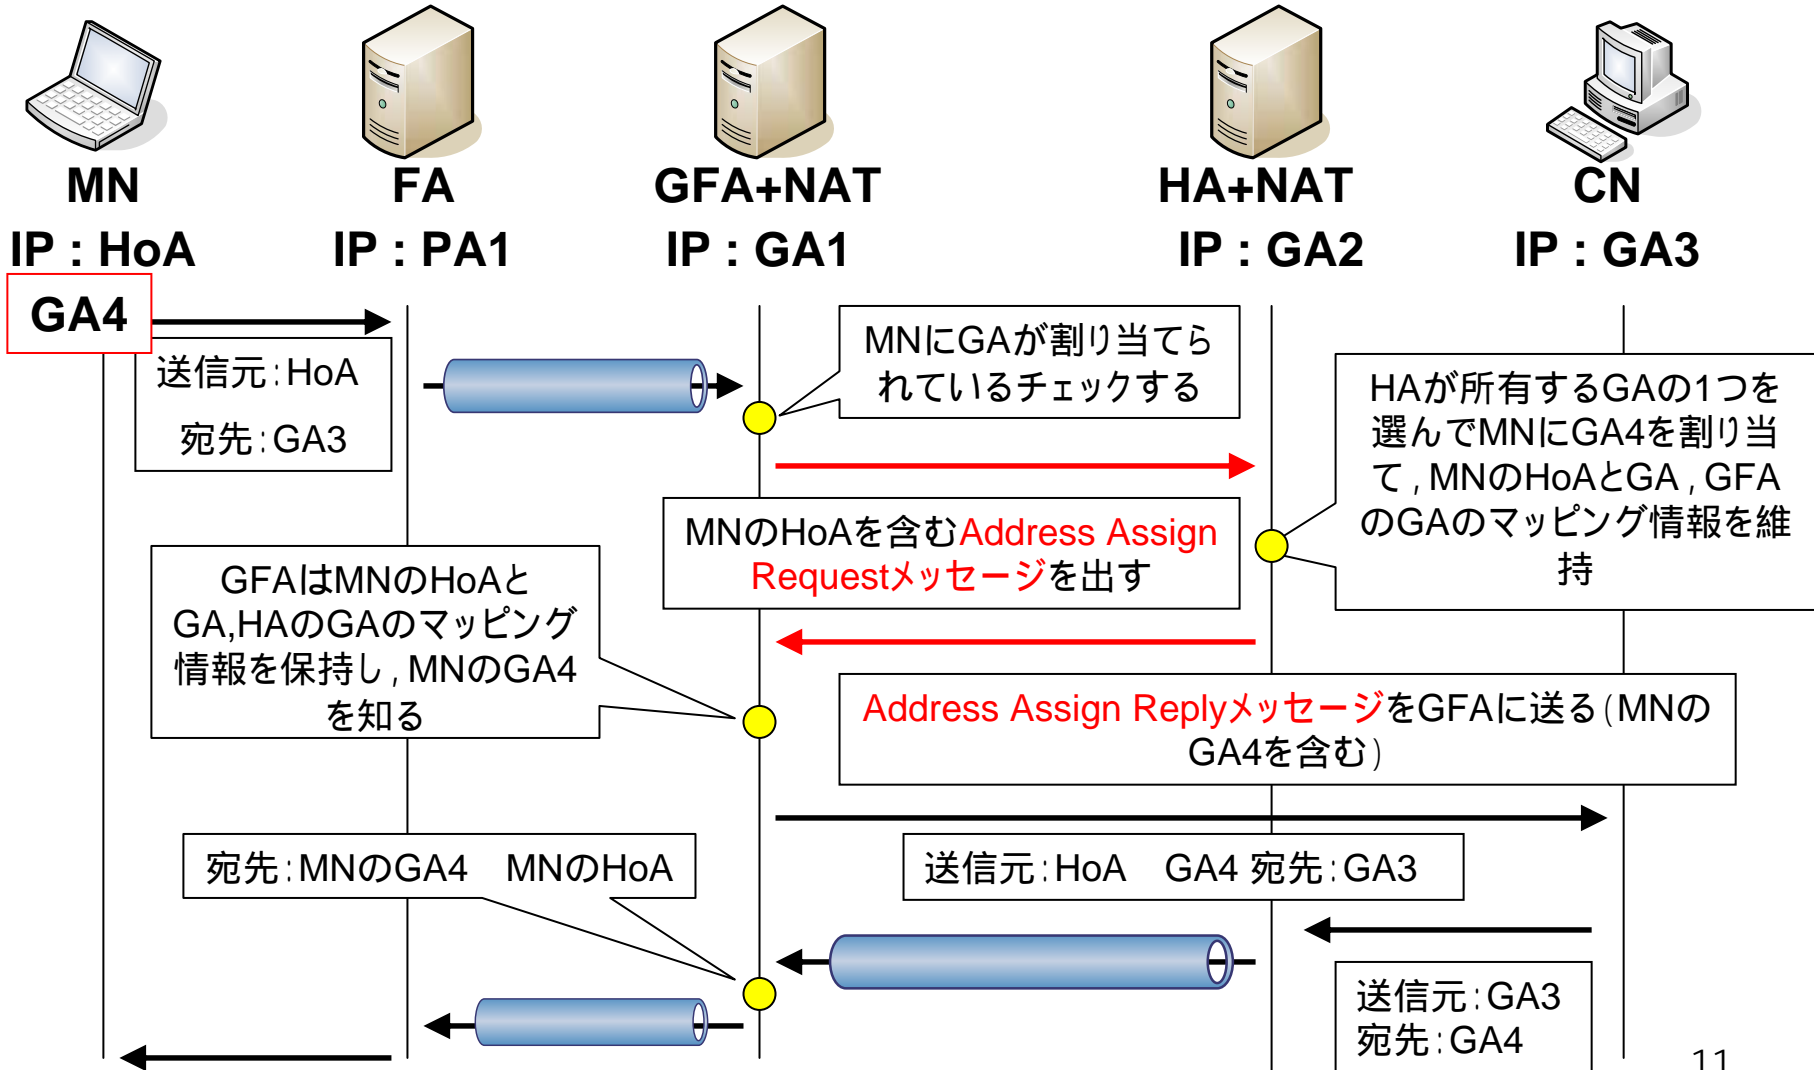 MN
FA
GFA+NAT
HA+NAT
CN
IP : HoA
IP : PA1
IP : GA1
IP : GA2
IP : GA3
GA4
送信元:HoA
宛先:GA3
MNにGAが割り当てら
れているチェックする
HAが所有するGAの1つを
選んでMNにGA4を割り当
て,MNのHoAとGA,GFA
のGAのマッピング情報を維
持
MNのHoAを含むAddress Assign
Requestメッセージを出す
GFAはMNのHoAと
GA,HAのGAのマッピング
情報を保持し,MNのGA4
を知る
Address Assign ReplyメッセージをGFAに送る(MNの
GA4を含む)
宛先:MNのGA4　MNのHoA
送信元:HoA　GA4 宛先:GA3
送信元:GA3
宛先:GA4
11